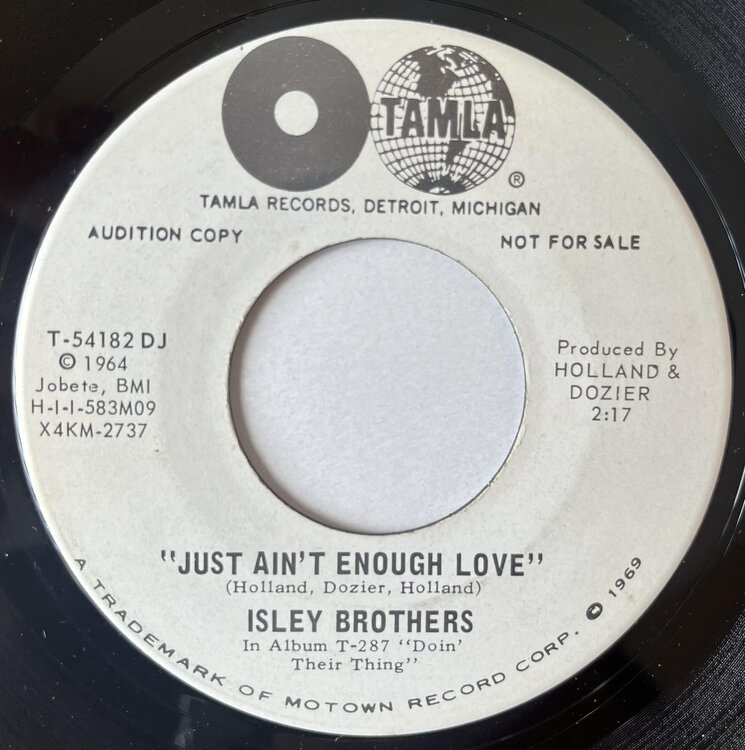 TAMLA
®
TAMLA RECORDS, DETROIT, MICHIGAN
AUDITION COPY
NOT FOR SALE
T-54182 DJ
© 1964
Jobete, BMI
H-I-I-583M09
X4KM-2737
Produced By
HOLLAND &
DOZIER
2:17
"JUST AIN'T ENOUGH LOVE"
(Holland, Dozier, Holland)
ISLEY BROTHERS
In Album T-287 "Doin'
Their Thing"
A TRADEMARK OF MOTOWN RECORD CORP. © 1969